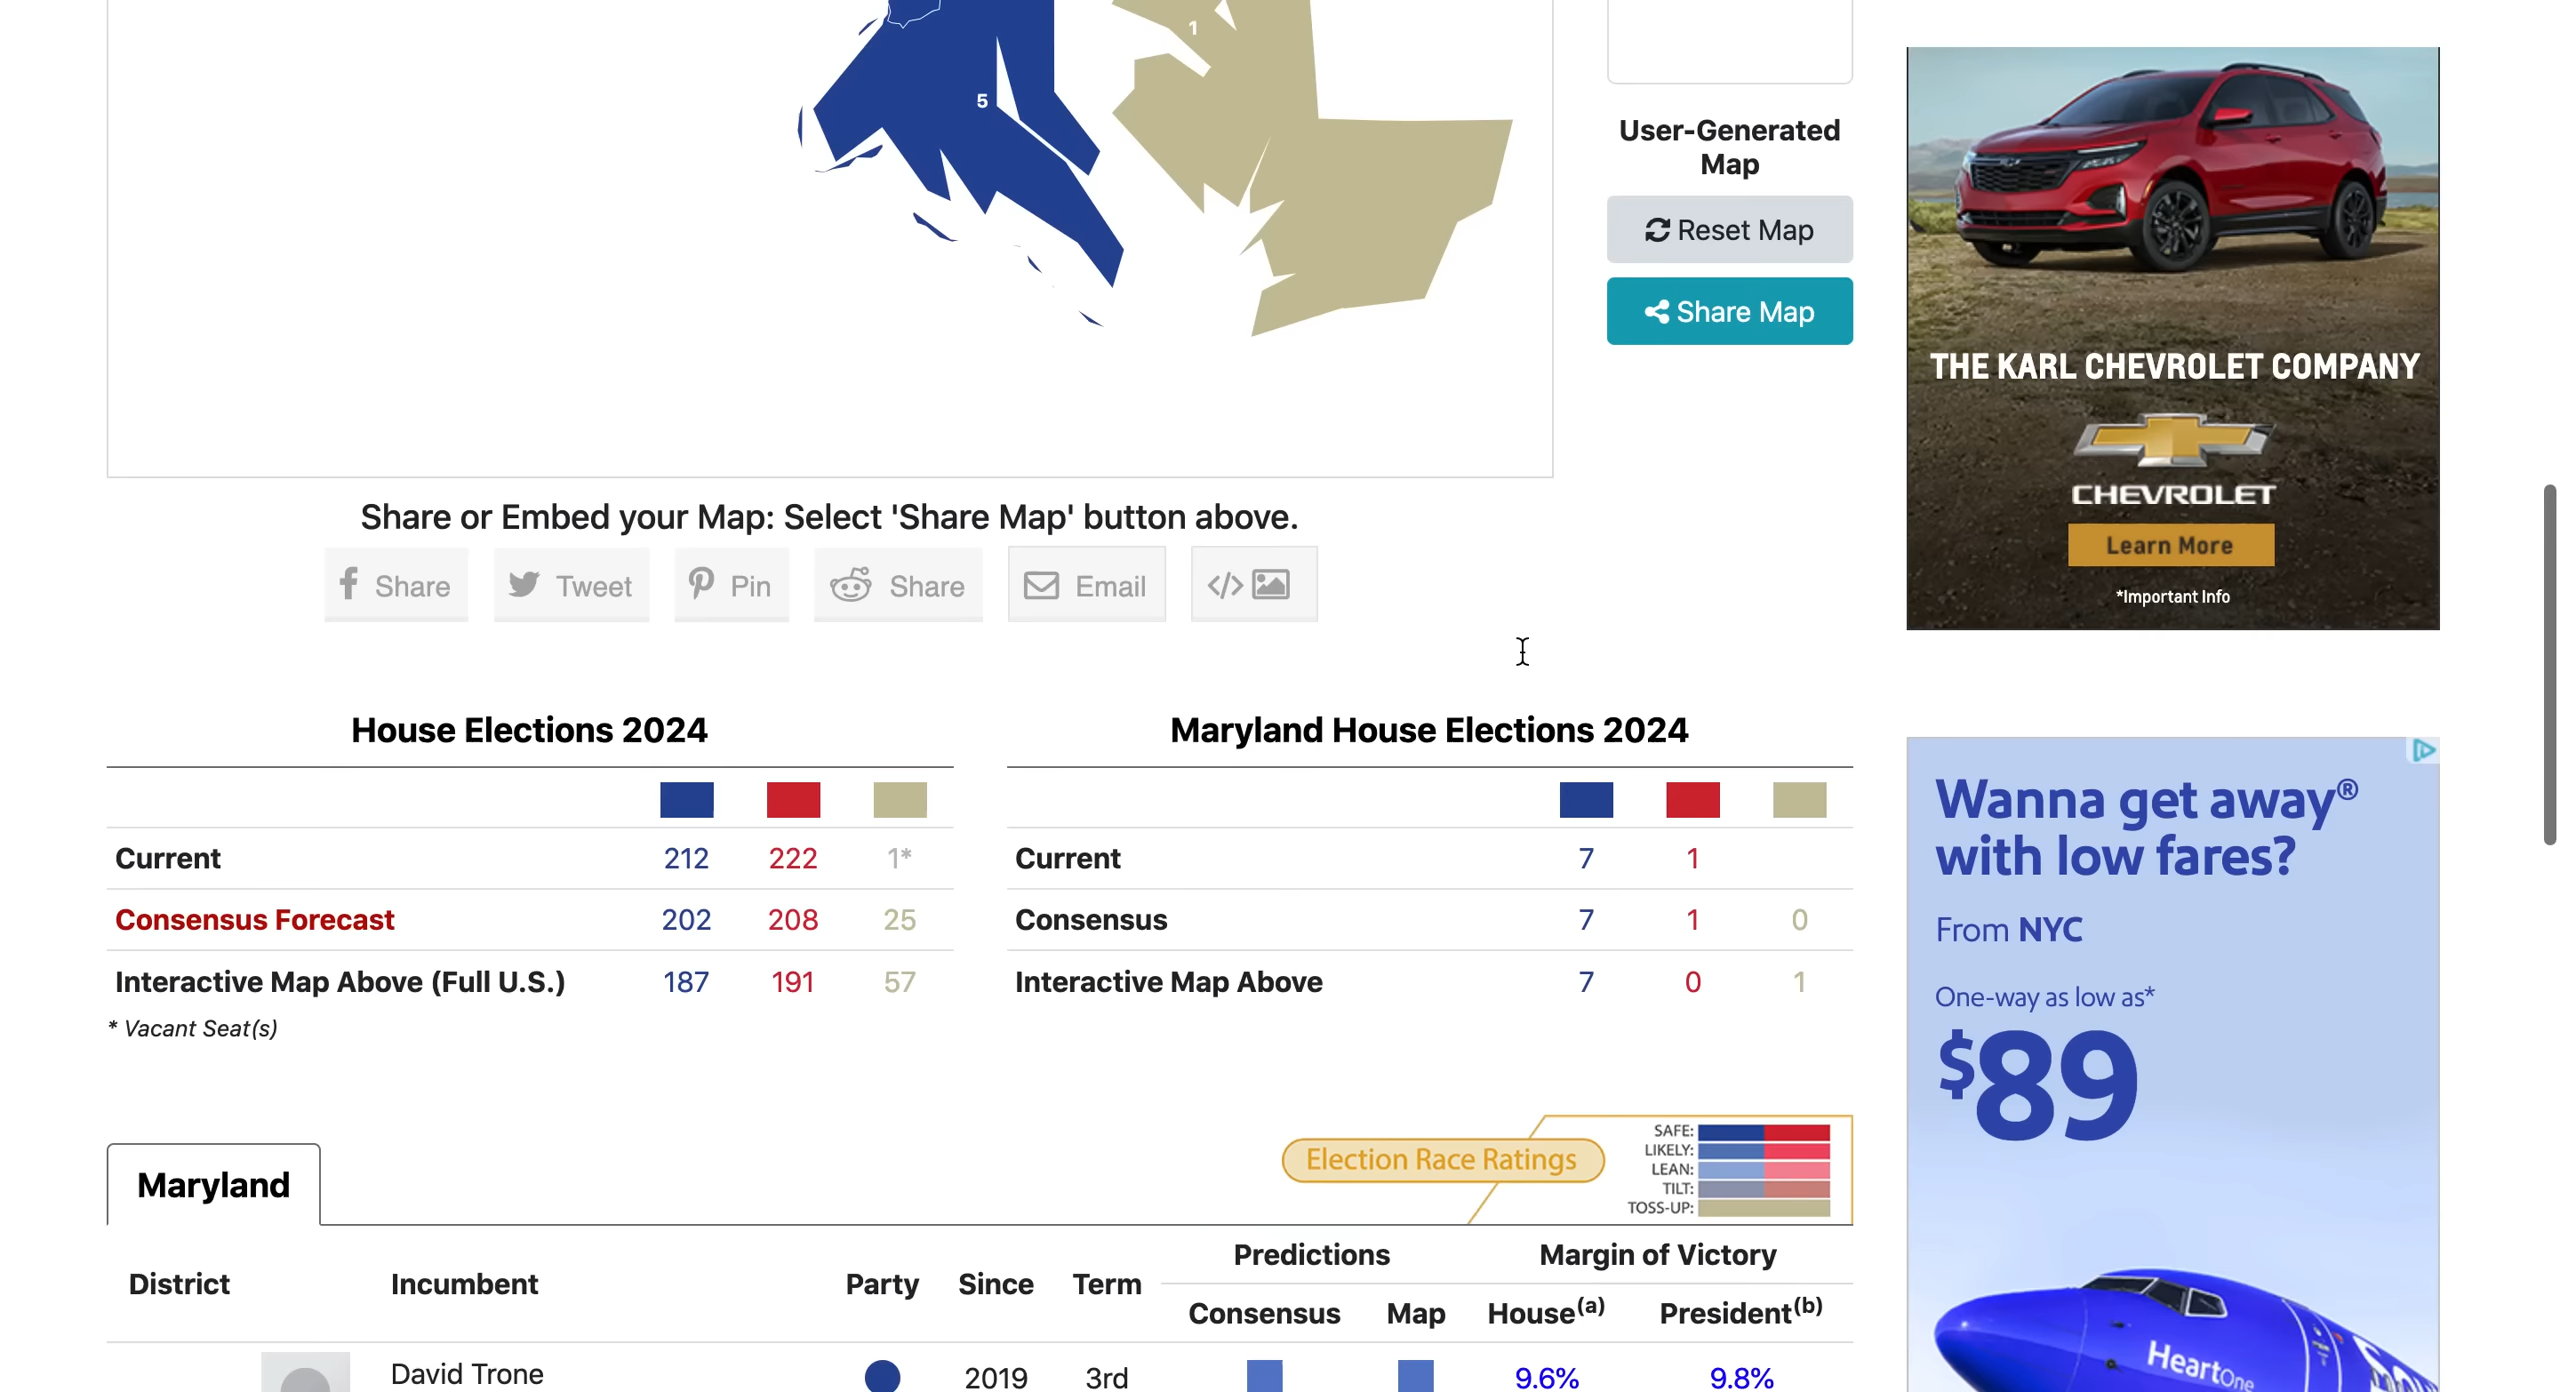 1
5
User-Generated
Map
Reset Map
Share Map
THE KARL CHEVROLET COMPANY
CHEVROLET
Learn More
*Important Info
Share or Embed your Map: Select 'Share Map' button above.
Share Tweet Pin Share Email </>
House Elections 2024
Current 212 222 1*
Consensus Forecast 202 208 25
Interactive Map Above (Full U.S.) 187 191 57
* Vacant Seat(s)
Maryland House Elections 2024
Current 7 1
Consensus 7 1 0
Interactive Map Above 7 0 1
Wanna get away®
with low fares?
From NYC
One-way as low as*
$89
HeartOne
Election Race Ratings
SAFE:
LIKELY:
LEAN:
TILT:
TOSS-UP:
Maryland
Predictions Margin of Victory
District Incumbent Party Since Term
Consensus Map House(a) President(b)
David Trone 2019 3rd 9.6% 9.8%